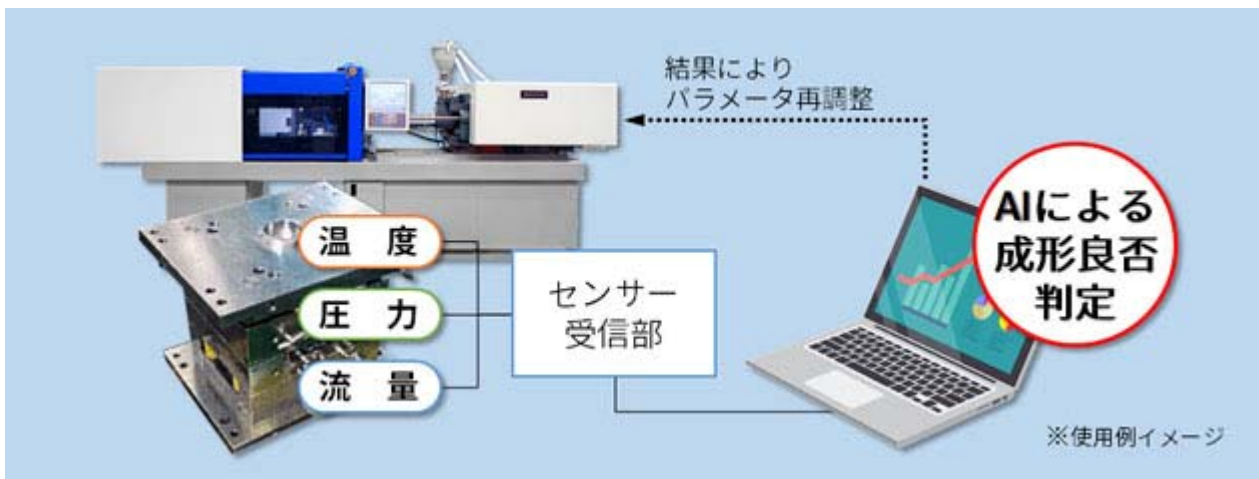 結果により
パラメータ再調整
AIによる
成形良否
判定
温 度
圧 力
流 量
センサー
受信部
※使用例イメージ